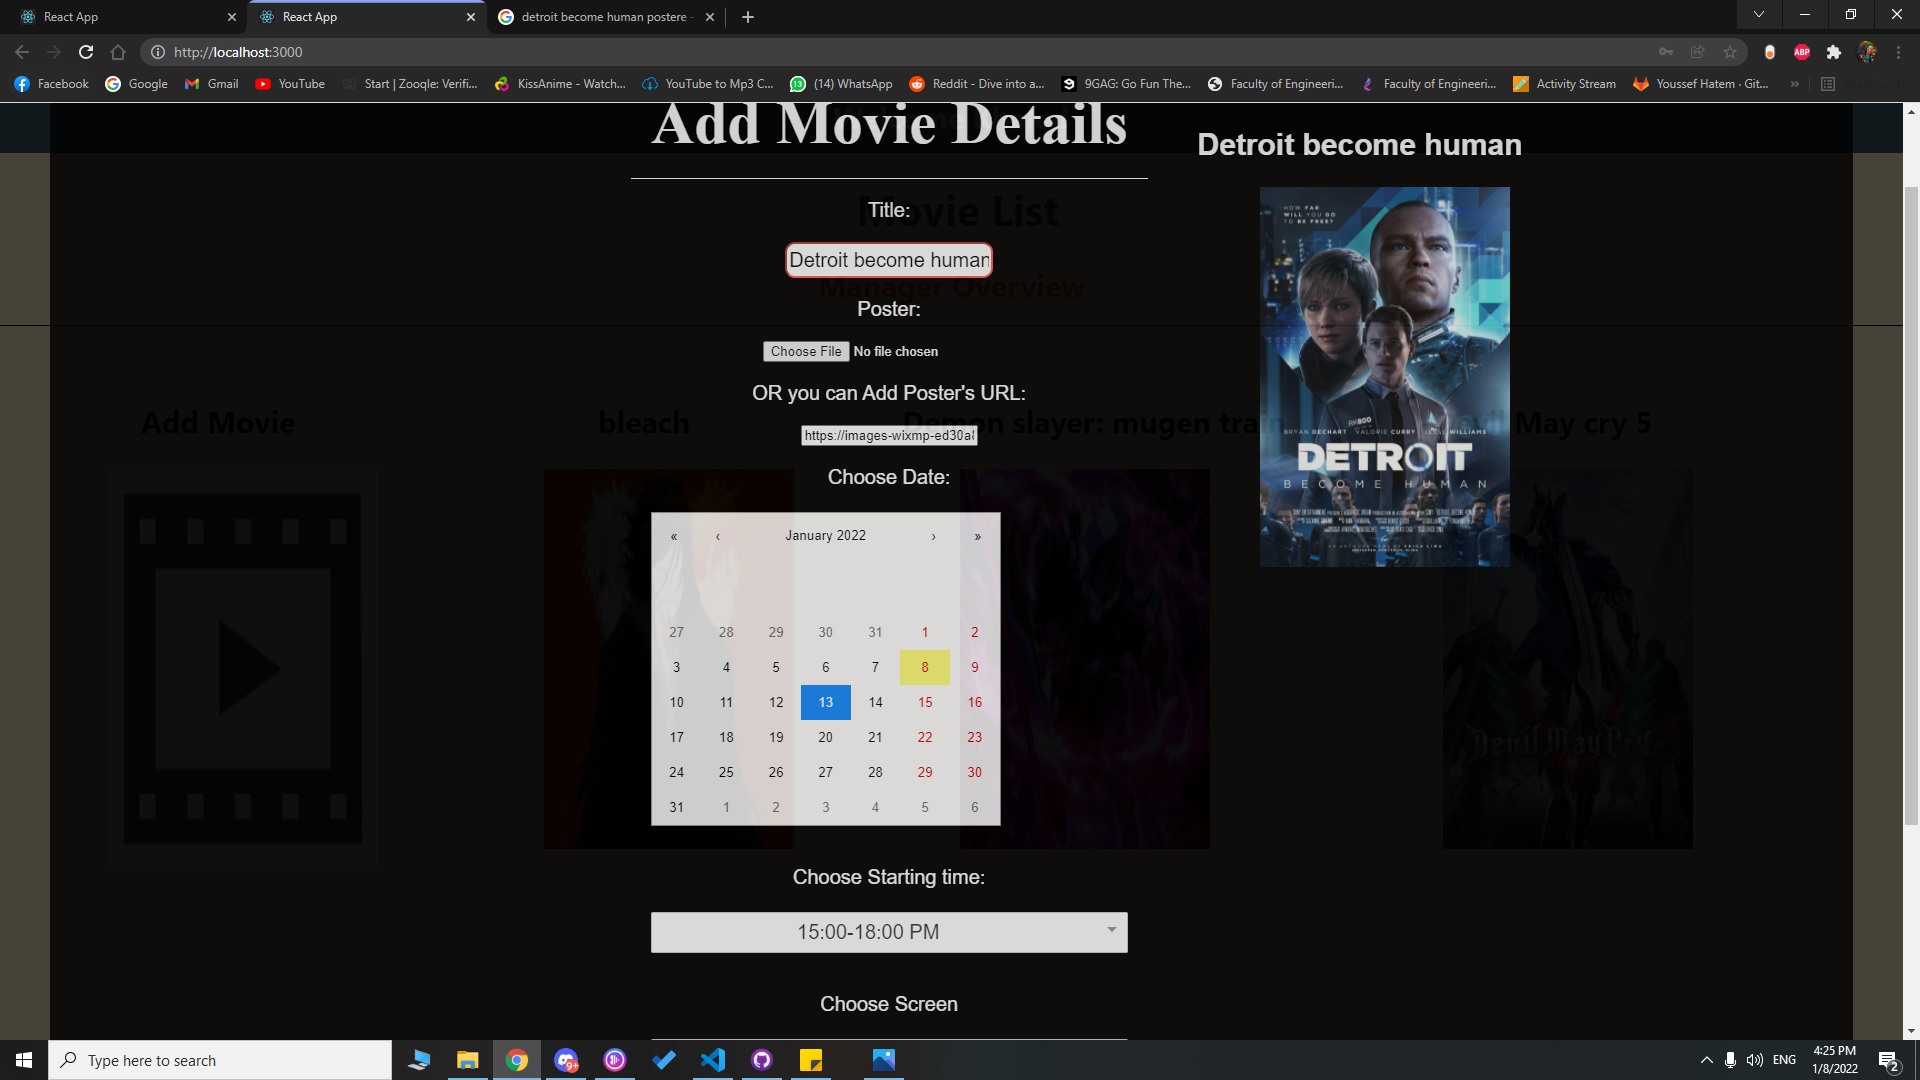 React App
React App
detroit become human postere -
http://localhost:3000
ABP
Facebook
Google
Gmail
YouTube
Start | Zooqle: Verifi...
KissAnime - Watch...
YouTube to Mp3 C...
(14) WhatsApp
Reddit - Dive into a...
9GAG: Go Fun The...
Faculty of Engineeri...
Faculty of Engineeri...
Activity Stream
Youssef Hatem · Git...
»
Add Movie Details
Detroit become human
Movie List
Title:
Detroit become human
Manager Overview
Poster:
Choose File No file chosen
OR you can Add Poster's URL:
Add Movie
bleach
Demon slayer: mugen train
May cry 5
https://images-wixmp-ed30a8
Choose Date:
HOW FAR
WILL YOU GO
TO BE FREE?
BRYAN DECHART VALORIE CURRY JESSE WILLIAMS
DETROIT
BECOME HUMAN
« ‹ January 2022 › »
27 28 29 30 31 1 2
3 4 5 6 7 8 9
10 11 12 13 14 15 16
17 18 19 20 21 22 23
24 25 26 27 28 29 30
31 1 2 3 4 5 6
Devil May Cry
Choose Starting time:
15:00-18:00 PM
Choose Screen
Type here to search
9+
ENG
4:25 PM
1/8/2022
2